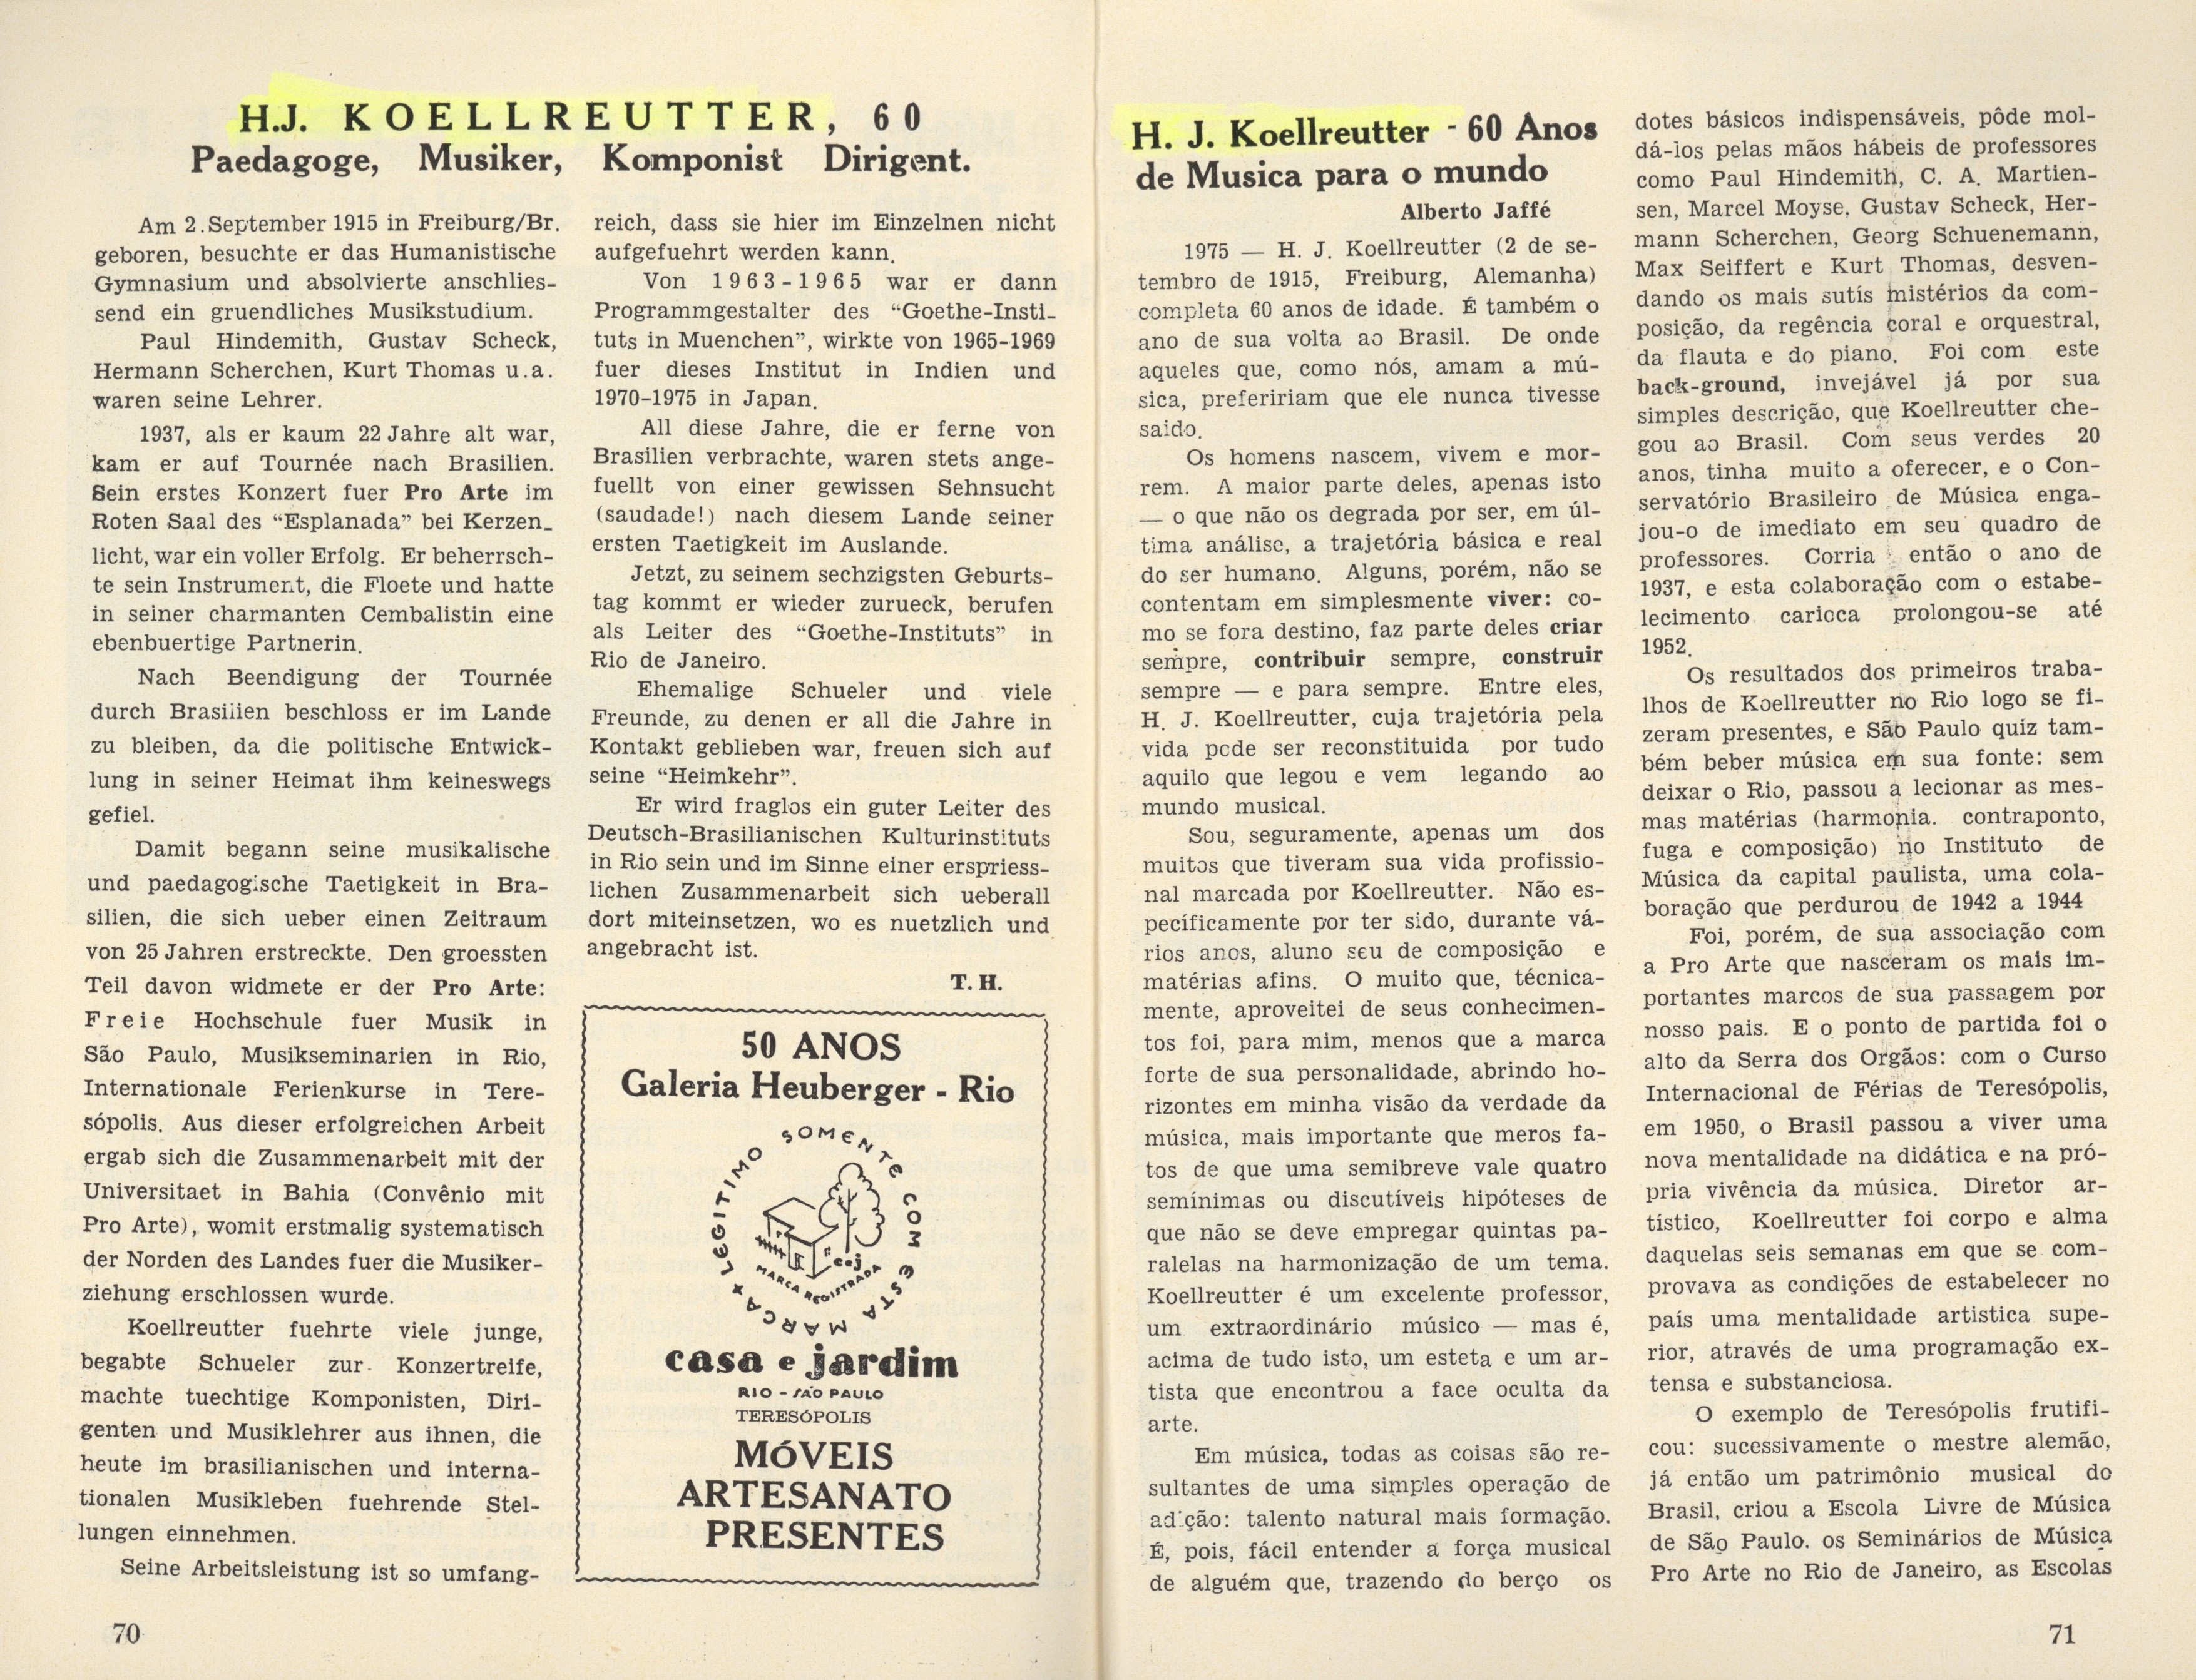 H.J. KOELLREUTTER, 60
Paedagoge, Musiker, Komponist Dirigent.
Am 2. September 1915 in Freiburg/Br.
geboren, besuchte er das Humanistische
Gymnasium und absolvierte anschlies-
send ein gruendliches Musikstudium.
Paul Hindemith, Gustav Scheck,
Hermann Scherchen, Kurt Thomas u.a.
waren seine Lehrer.
1937, als er kaum 22 Jahre alt war,
kam er auf Tournée nach Brasilien.
Sein erstes Konzert fuer Pro Arte im
Roten Saal des "Esplanada" bei Kerzen_
licht, war ein voller Erfolg. Er beherrsch-
te sein Instrument, die Floete und hatte
in seiner charmanten Cembalistin eine
ebenbuertige Partnerin.
Nach Beendigung der Tournée
durch Brasilien beschloss er im Lande
zu bleiben, da die politische Entwick-
lung in seiner Heimat ihm keineswegs
gefiel.
Damit begann seine musikalische
und paedagogische Taetigkeit in Bra-
silien, die sich ueber einen Zeitraum
von 25 Jahren erstreckte. Den groessten
Teil davon widmete er der Pro Arte:
Freie Hochschule fuer Musik in
São Paulo, Musikseminarien in Rio,
Internationale Ferienkurse in Tere-
sópolis. Aus dieser erfolgreichen Arbeit
ergab sich die Zusammenarbeit mit der
Universitaet in Bahia (Convênio mit
Pro Arte), womit erstmalig systematisch
der Norden des Landes fuer die Musiker-
ziehung erschlossen wurde.
Koellreutter fuehrte viele junge,
begabte Schueler zur Konzertreife,
machte tuechtige Komponisten, Diri-
genten und Musiklehrer aus ihnen, die
heute im brasilianischen und interna-
tionalen Musikleben fuehrende Stel-
lungen einnehmen.
Seine Arbeitsleistung ist so umfang-
reich, dass sie hier im Einzelnen nicht
aufgefuehrt werden kann.
Von 1963-1965 war er dann
Programmgestalter des "Goethe-Insti-
tuts in Muenchen", wirkte von 1965-1969
fuer dieses Institut in Indien und
1970-1975 in Japan.
All diese Jahre, die er ferne von
Brasilien verbrachte, waren stets ange-
fuellt von einer gewissen Sehnsucht
(saudade!) nach diesem Lande seiner
ersten Taetigkeit im Auslande.
Jetzt, zu seinem sechzigsten Geburts-
tag kommt er wieder zurueck, berufen
als Leiter des "Goethe-Instituts" in
Rio de Janeiro.
Ehemalige Schueler und viele
Freunde, zu denen er all die Jahre in
Kontakt geblieben war, freuen sich auf
seine "Heimkehr".
Er wird fraglos ein guter Leiter des
Deutsch-Brasilianischen Kulturinstituts
in Rio sein und im Sinne einer erspriess-
lichen Zusammenarbeit sich ueberall
dort miteinsetzen, wo es nuetzlich und
angebracht ist.
T. H.
50 ANOS
Galeria Heuberger - Rio
LEGITIMO SOMENTE COM ESTA MARCA
cej
MARCA REGISTRADA
casa e jardim
RIO - SÃO PAULO
TERESÓPOLIS
MÓVEIS
ARTESANATO
PRESENTES
70
H. J. Koellreutter - 60 Anos
de Musica para o mundo
Alberto Jaffé
1975 — H. J. Koellreutter (2 de se-
tembro de 1915, Freiburg, Alemanha)
completa 60 anos de idade. É também o
ano de sua volta ao Brasil. De onde
aqueles que, como nós, amam a mú-
sica, prefeririam que ele nunca tivesse
saido.
Os homens nascem, vivem e mor-
rem. A maior parte deles, apenas isto
— o que não os degrada por ser, em úl-
tima análise, a trajetória básica e real
do ser humano. Alguns, porém, não se
contentam em simplesmente viver: co-
mo se fora destino, faz parte deles criar
sempre, contribuir sempre, construir
sempre — e para sempre. Entre eles,
H. J. Koellreutter, cuja trajetória pela
vida pode ser reconstituida por tudo
aquilo que legou e vem legando ao
mundo musical.
Sou, seguramente, apenas um dos
muitos que tiveram sua vida profissio-
nal marcada por Koellreutter. Não es-
pecíficamente por ter sido, durante vá-
rios anos, aluno seu de composição e
matérias afins. O muito que, técnica-
mente, aproveitei de seus conhecimen-
tos foi, para mim, menos que a marca
forte de sua personalidade, abrindo ho-
rizontes em minha visão da verdade da
música, mais importante que meros fa-
tos de que uma semibreve vale quatro
semínimas ou discutíveis hipóteses de
que não se deve empregar quintas pa-
ralelas na harmonização de um tema.
Koellreutter é um excelente professor,
um extraordinário músico — mas é,
acima de tudo isto, um esteta e um ar-
tista que encontrou a face oculta da
arte.
Em música, todas as coisas são re-
sultantes de uma simples operação de
adição: talento natural mais formação.
É, pois, fácil entender a força musical
de alguém que, trazendo do berço os
dotes básicos indispensáveis, pôde mol-
dá-los pelas mãos hábeis de professores
como Paul Hindemith, C. A. Martien-
sen, Marcel Moyse, Gustav Scheck, Her-
mann Scherchen, Georg Schuenemann,
Max Seiffert e Kurt Thomas, desven-
dando os mais sutís mistérios da com-
posição, da regência coral e orquestral,
da flauta e do piano. Foi com este
back-ground, invejável já por sua
simples descrição, que Koellreutter che-
gou ao Brasil. Com seus verdes 20
anos, tinha muito a oferecer, e o Con-
servatório Brasileiro de Música enga-
jou-o de imediato em seu quadro de
professores. Corria então o ano de
1937, e esta colaboração com o estabe-
lecimento carioca prolongou-se até
1952.
Os resultados dos primeiros traba-
lhos de Koellreutter no Rio logo se fi-
zeram presentes, e São Paulo quiz tam-
bém beber música em sua fonte: sem
deixar o Rio, passou a lecionar as mes-
mas matérias (harmonia. contraponto,
fuga e composição) no Instituto de
Música da capital paulista, uma cola-
boração que perdurou de 1942 a 1944
Foi, porém, de sua associação com
a Pro Arte que nasceram os mais im-
portantes marcos de sua passagem por
nosso pais. E o ponto de partida foi o
alto da Serra dos Orgãos: com o Curso
Internacional de Férias de Teresópolis,
em 1950, o Brasil passou a viver uma
nova mentalidade na didática e na pró-
pria vivência da música. Diretor ar-
tístico, Koellreutter foi corpo e alma
daquelas seis semanas em que se com-
provava as condições de estabelecer no
país uma mentalidade artistica supe-
rior, através de uma programação ex-
tensa e substanciosa.
O exemplo de Teresópolis frutifi-
cou: sucessivamente o mestre alemão,
já então um patrimônio musical do
Brasil, criou a Escola Livre de Música
de São Paulo. os Seminários de Música
Pro Arte no Rio de Janeiro, as Escolas
71